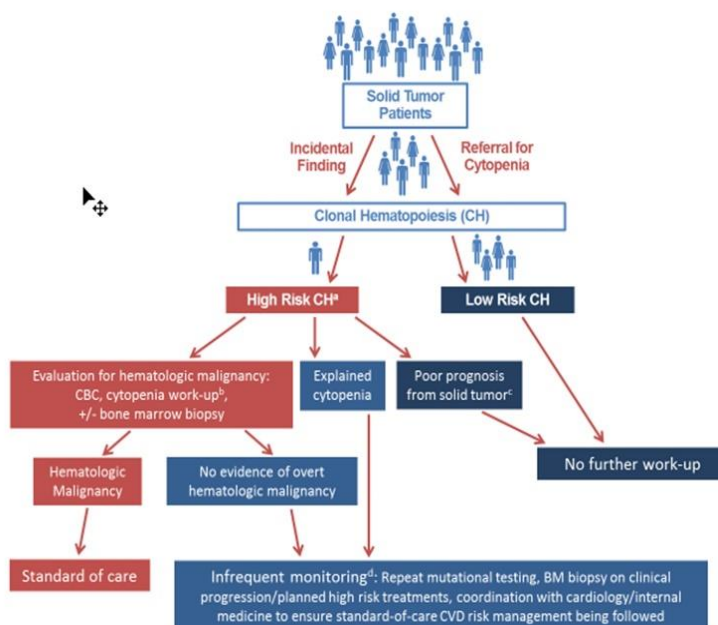 Solid Tumor
Patients
Incidental
Finding
Referral for
Cytopenia
Clonal Hematopoiesis (CH)
High Risk CHᵃ
Low Risk CH
Evaluation for hematologic malignancy:
CBC, cytopenia work-upᵇ,
+/- bone marrow biopsy
Explained
cytopenia
Poor prognosis
from solid tumorᶜ
Hematologic
Malignancy
No evidence of overt
hematologic malignancy
No further work-up
Standard of care
Infrequent monitoringᵈ: Repeat mutational testing, BM biopsy on clinical
progression/planned high risk treatments, coordination with cardiology/internal
medicine to ensure standard-of-care CVD risk management being followed